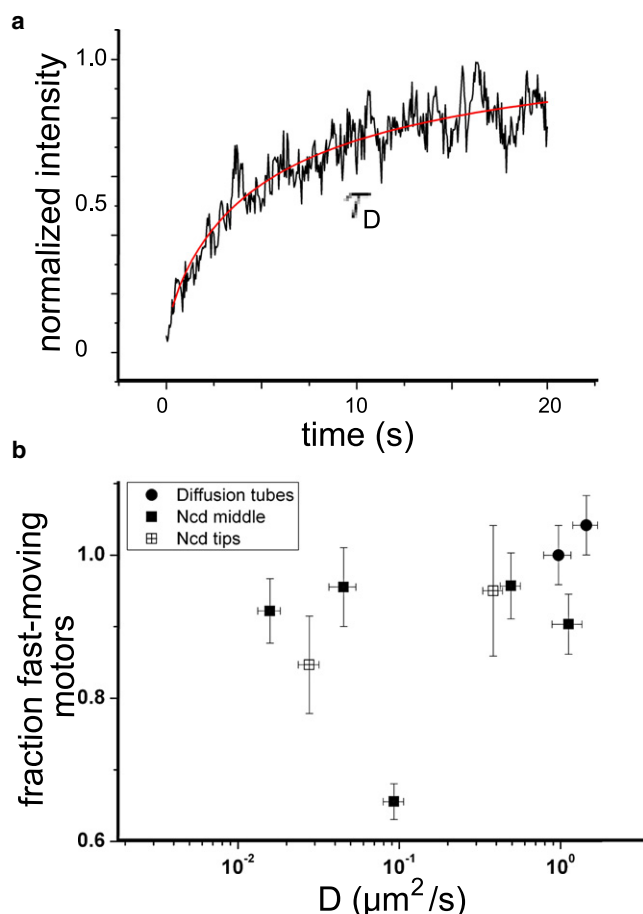 a
normalized intensity
1.0
0.5
0
τD
0
10
20
time (s)
b
Diffusion tubes
Ncd middle
Ncd tips
fraction fast-moving
motors
1.0
0.8
0.6
10⁻²
10⁻¹
10⁰
D (μm²/s)